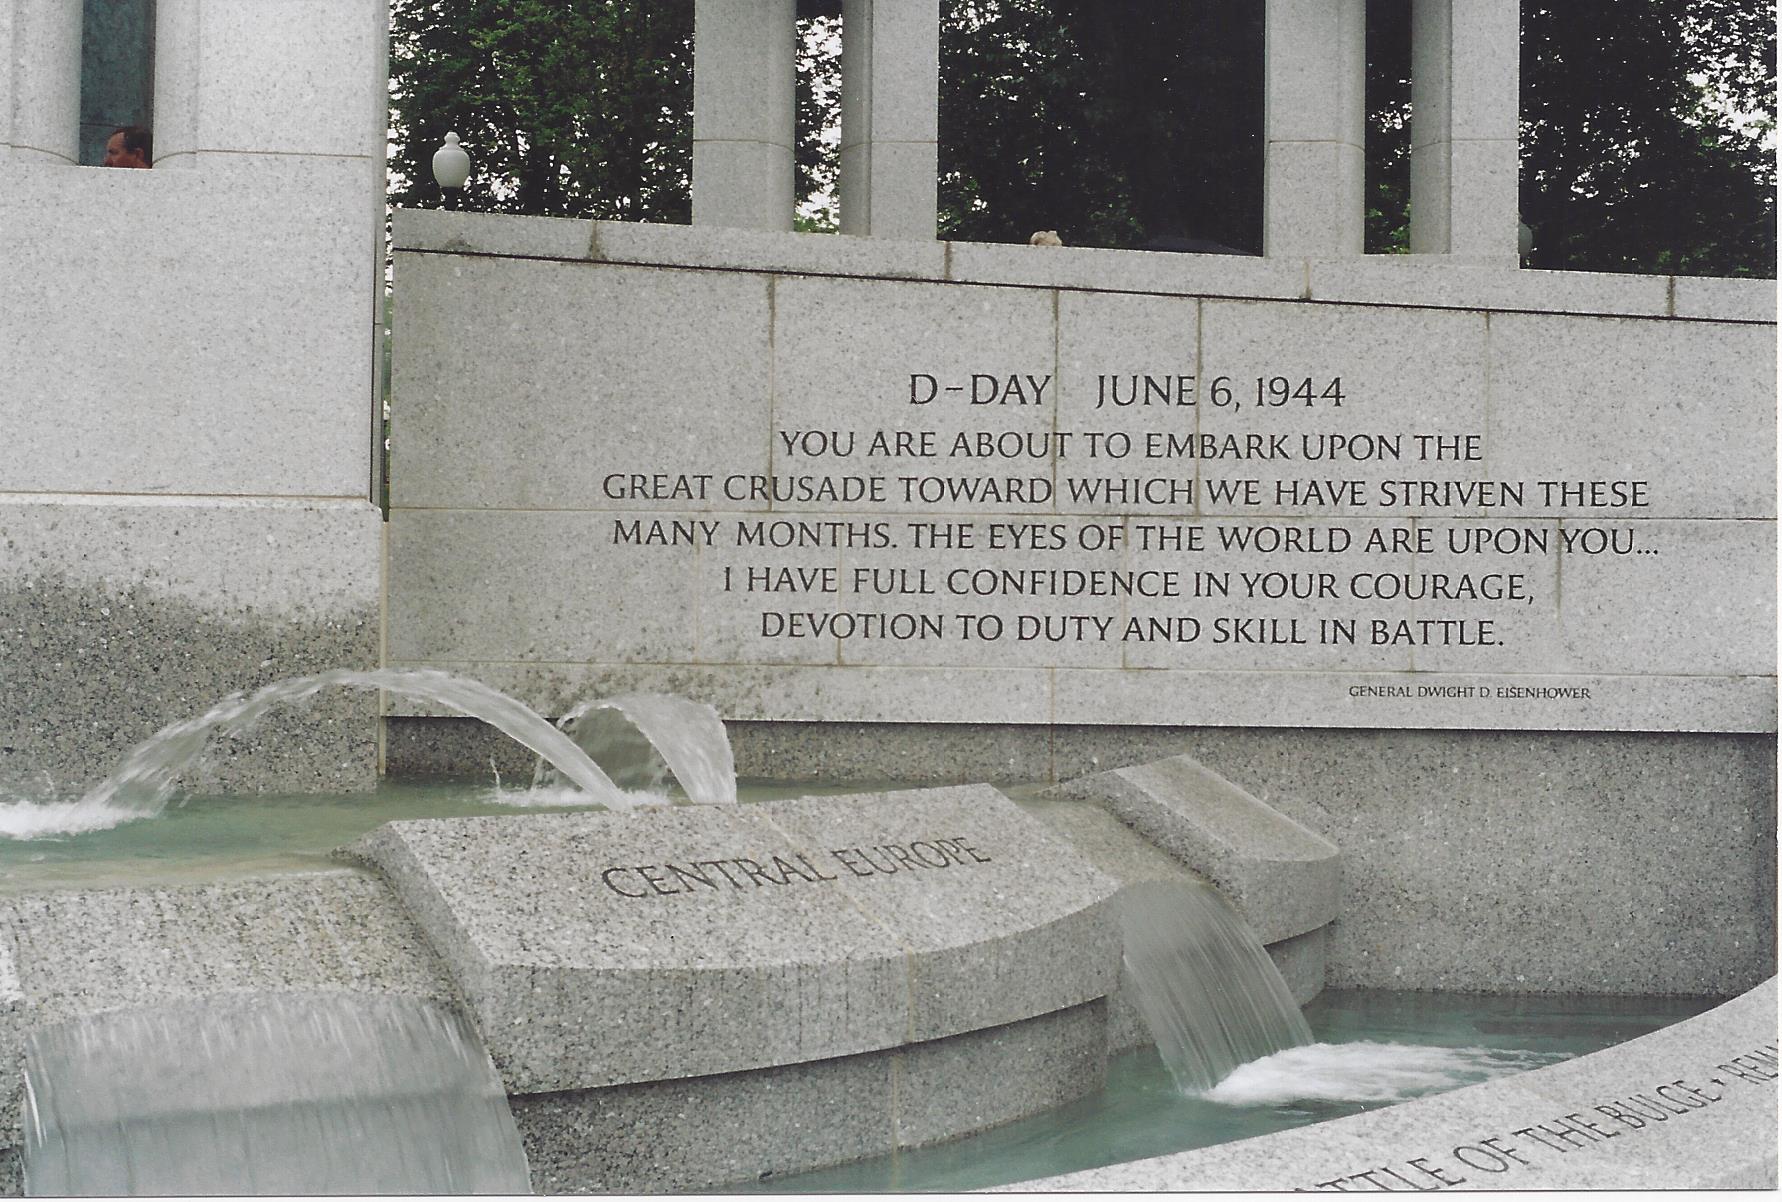 D-DAY JUNE 6, 1944
YOU ARE ABOUT TO EMBARK UPON THE
GREAT CRUSADE TOWARD WHICH WE HAVE STRIVEN THESE
MANY MONTHS. THE EYES OF THE WORLD ARE UPON YOU...
I HAVE FULL CONFIDENCE IN YOUR COURAGE,
DEVOTION TO DUTY AND SKILL IN BATTLE.
GENERAL DWIGHT D. EISENHOWER
CENTRAL EUROPE
OF THE BULGE •